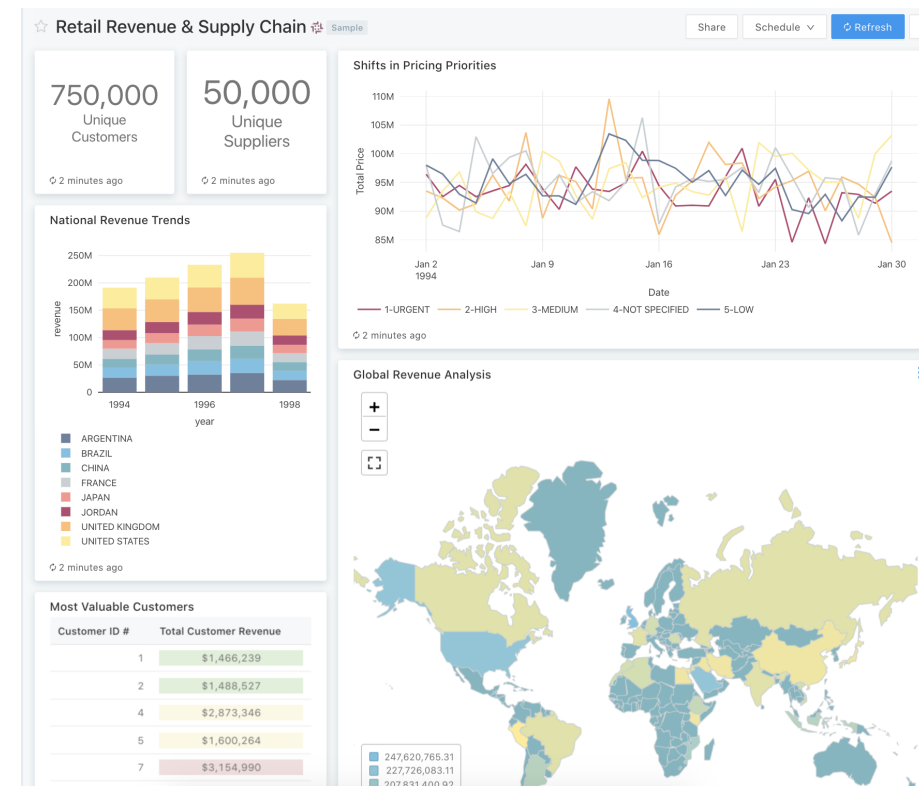 Retail Revenue & Supply Chain
Sample
Share
Schedule
Refresh
750,000
Unique
Customers
2 minutes ago
50,000
Unique
Suppliers
2 minutes ago
Shifts in Pricing Priorities
110M
105M
100M
95M
90M
85M
Total Price
Jan 2
1994
Jan 9
Jan 16
Jan 23
Jan 30
Date
1-URGENT
2-HIGH
3-MEDIUM
4-NOT SPECIFIED
5-LOW
2 minutes ago
National Revenue Trends
250M
200M
150M
100M
50M
0
revenue
1994
1996
1998
year
ARGENTINA
BRAZIL
CHINA
FRANCE
JAPAN
JORDAN
UNITED KINGDOM
UNITED STATES
2 minutes ago
Most Valuable Customers
Customer ID # Total Customer Revenue
1 $1,466,239
2 $1,488,527
4 $2,873,346
5 $1,600,264
7 $3,154,990
Global Revenue Analysis
+
−
247,620,765.31
227,726,083.11
207,831,400.92